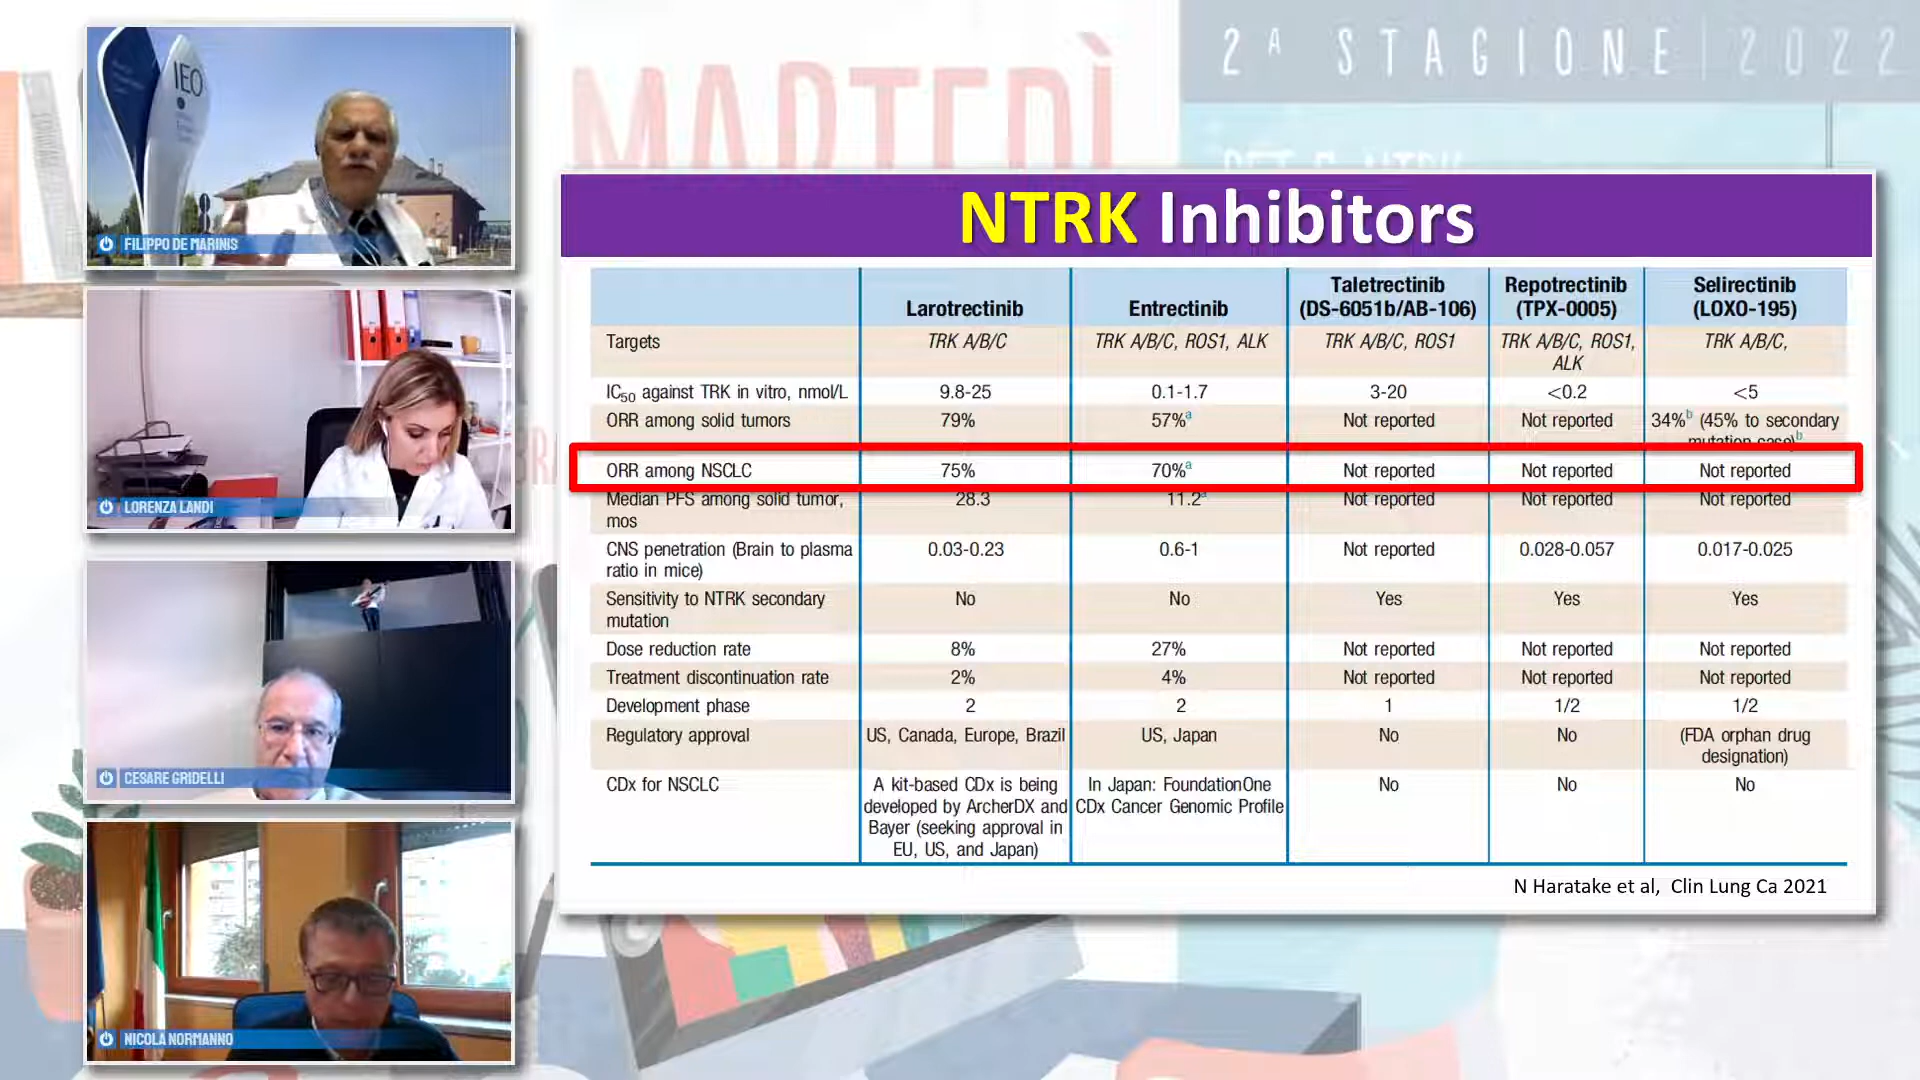 IEO
FILIPPO DE MARINIS
LORENZA LANDI
CESARE GRIDELLI
NICOLA NORMANNO
MARTEDÌ
2ᴬ STAGIONE | 2022
NTRK Inhibitors
Larotrectinib
Entrectinib
Taletrectinib
(DS-6051b/AB-106)
Repotrectinib
(TPX-0005)
Selirectinib
(LOXO-195)
Targets
TRK A/B/C
TRK A/B/C, ROS1, ALK
TRK A/B/C, ROS1
TRK A/B/C, ROS1,
ALK
TRK A/B/C,
IC₅₀ against TRK in vitro, nmol/L
9.8-25
0.1-1.7
3-20
<0.2
<5
ORR among solid tumors
79%
57%ᵃ
Not reported
Not reported
34%ᵇ (45% to secondary
mutation case)ᵇ
ORR among NSCLC
75%
70%ᵃ
Not reported
Not reported
Not reported
Median PFS among solid tumor,
mos
28.3
11.2ᵃ
Not reported
Not reported
Not reported
CNS penetration (Brain to plasma
ratio in mice)
0.03-0.23
0.6-1
Not reported
0.028-0.057
0.017-0.025
Sensitivity to NTRK secondary
mutation
No
No
Yes
Yes
Yes
Dose reduction rate
8%
27%
Not reported
Not reported
Not reported
Treatment discontinuation rate
2%
4%
Not reported
Not reported
Not reported
Development phase
2
2
1
1/2
1/2
Regulatory approval
US, Canada, Europe, Brazil
US, Japan
No
No
(FDA orphan drug
designation)
CDx for NSCLC
A kit-based CDx is being
developed by ArcherDX and
Bayer (seeking approval in
EU, US, and Japan)
In Japan: FoundationOne
CDx Cancer Genomic Profile
No
No
No
N Haratake et al, Clin Lung Ca 2021